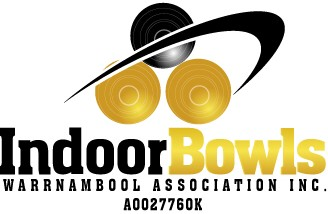 IndoorBowls
WARRNAMBOOL ASSOCIATION INC.
A0027760K